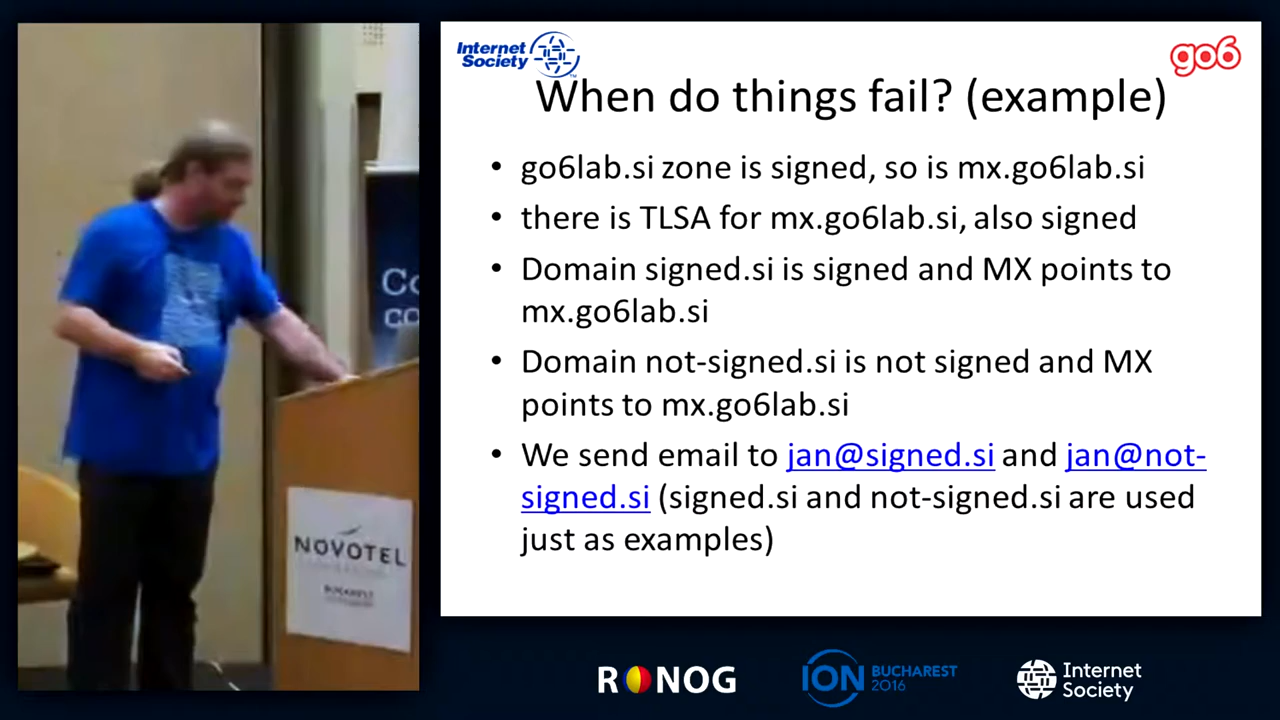 Internet
Society
go6
When do things fail? (example)
• go6lab.si zone is signed, so is mx.go6lab.si
• there is TLSA for mx.go6lab.si, also signed
• Domain signed.si is signed and MX points to
mx.go6lab.si
• Domain not-signed.si is not signed and MX
points to mx.go6lab.si
• We send email to jan@signed.si and jan@not-
signed.si (signed.si and not-signed.si are used
just as examples)
NOVOTEL
BUCHAREST
RONOG
ION BUCHAREST
2016
Internet
Society